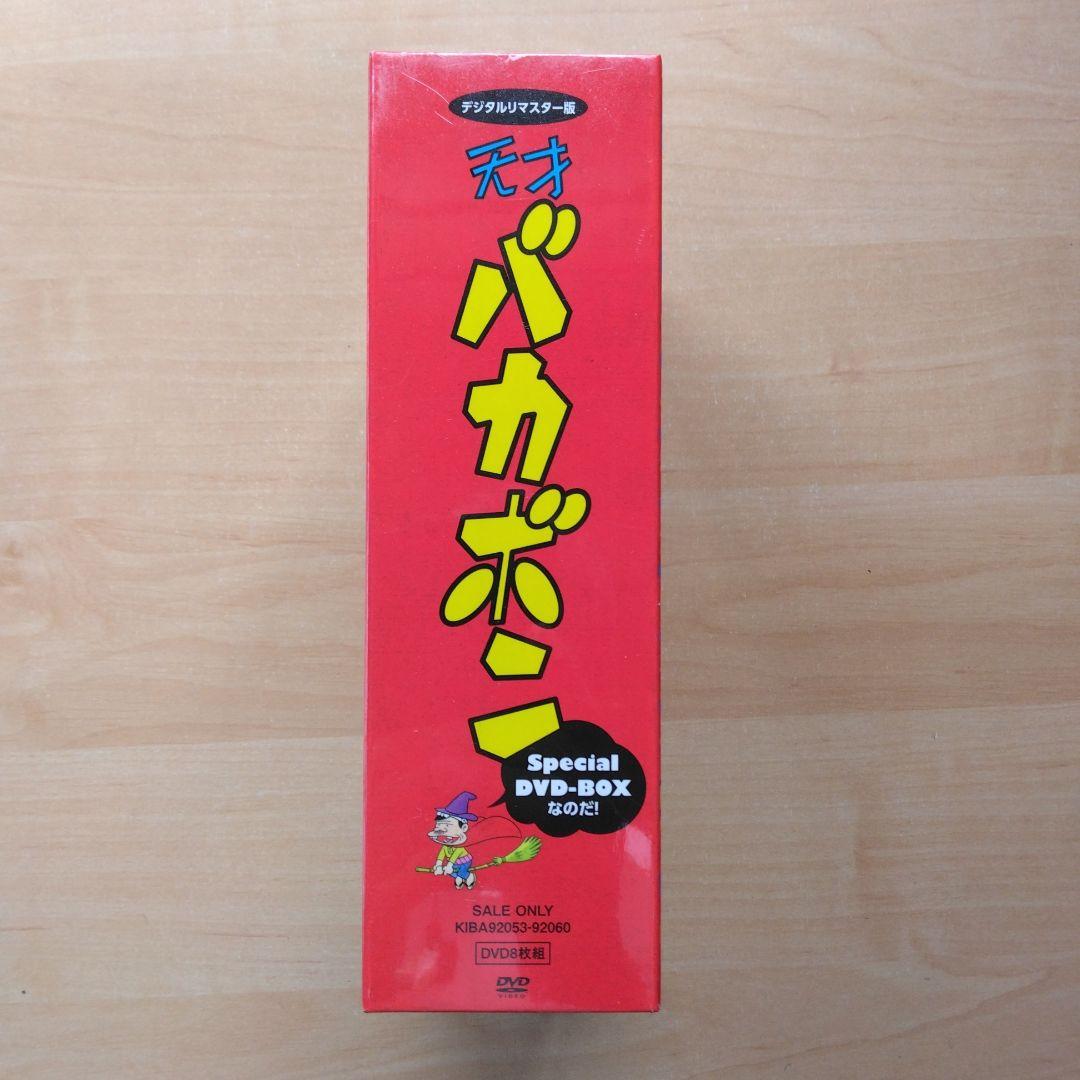 デジタルリマスター版
天才
バカボン
Special
DVD-BOX
なのだ!
SALE ONLY
KIBA92053-92060
DVD8枚組
DVD
VIDEO